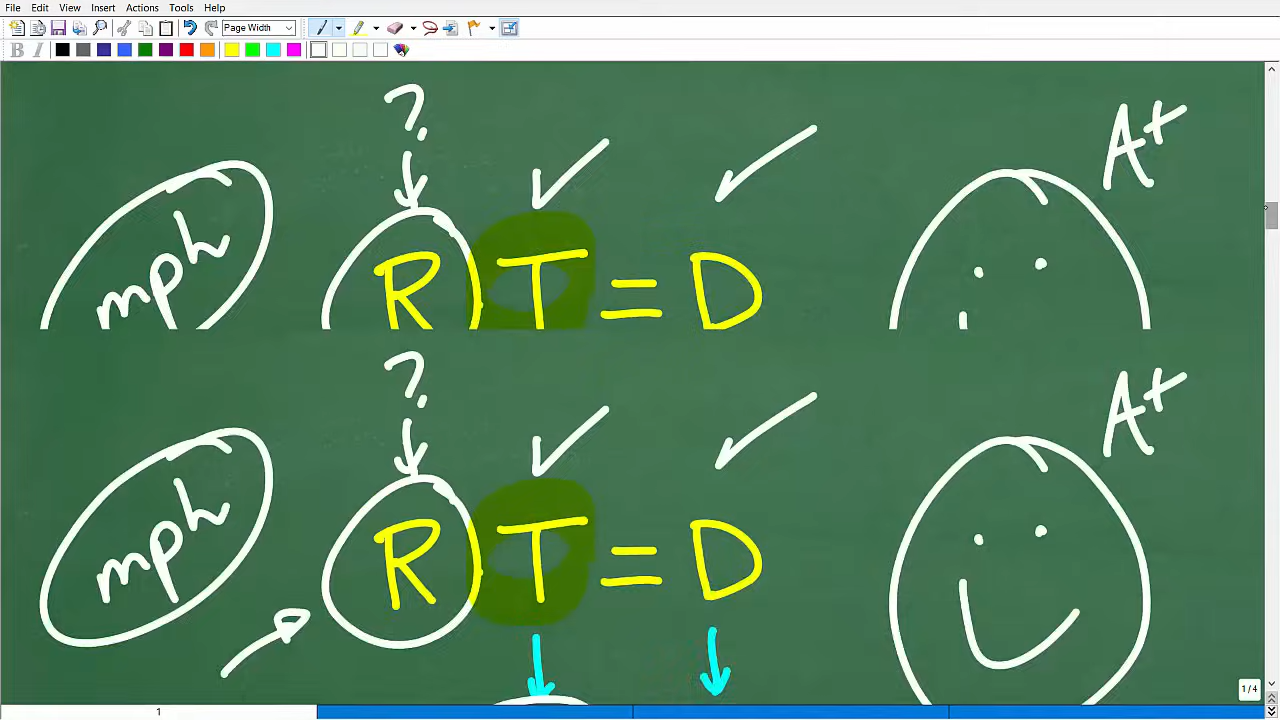 File Edit View Insert Actions Tools Help
Page Width
B I
?
A+
mph
R T = D
?
A+
mph
R T = D
1/4
1